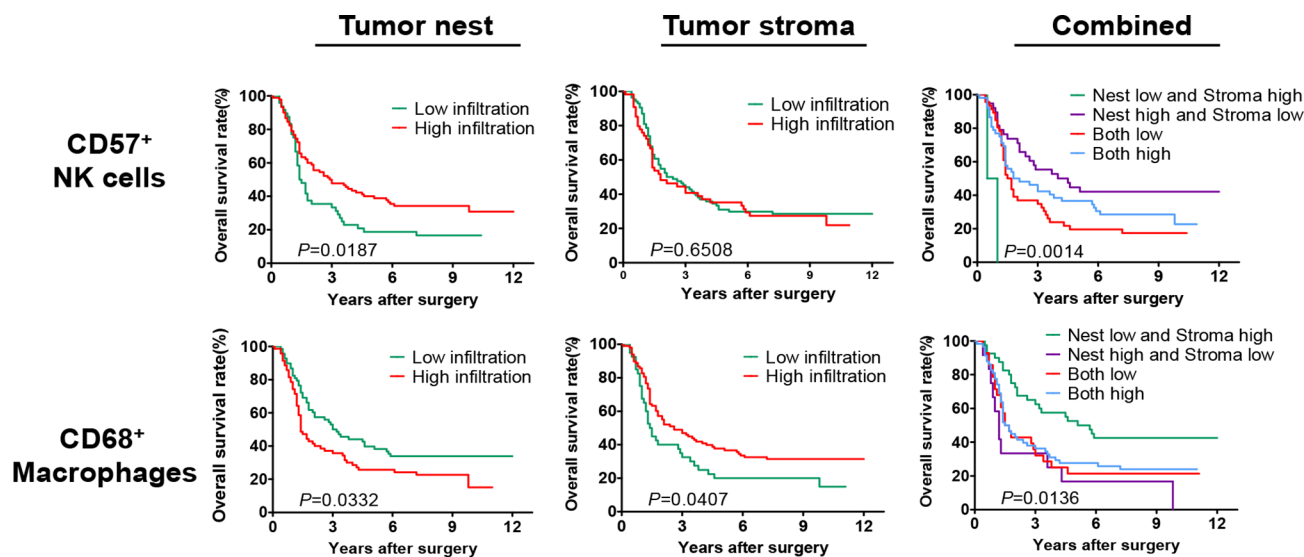 Tumor nest
Tumor stroma
Combined
CD57+
NK cells
Overall survival rate(%)
100
80
60
40
20
0
Low infiltration
High infiltration
P=0.0187
0 3 6 9 12
Years after surgery
Overall survival rate(%)
100
80
60
40
20
0
Low infiltration
High infiltration
P=0.6508
0 3 6 9 12
Years after surgery
Overall survival rate(%)
100
80
60
40
20
0
Nest low and Stroma high
Nest high and Stroma low
Both low
Both high
P=0.0014
0 3 6 9 12
Years after surgery
CD68+
Macrophages
Overall survival rate(%)
100
80
60
40
20
0
Low infiltration
High infiltration
P=0.0332
0 3 6 9 12
Years after surgery
Overall survival rate(%)
100
80
60
40
20
0
Low infiltration
High infiltration
P=0.0407
0 3 6 9 12
Years after surgery
Overall survival rate(%)
100
80
60
40
20
0
Nest low and Stroma high
Nest high and Stroma low
Both low
Both high
P=0.0136
0 3 6 9 12
Years after surgery